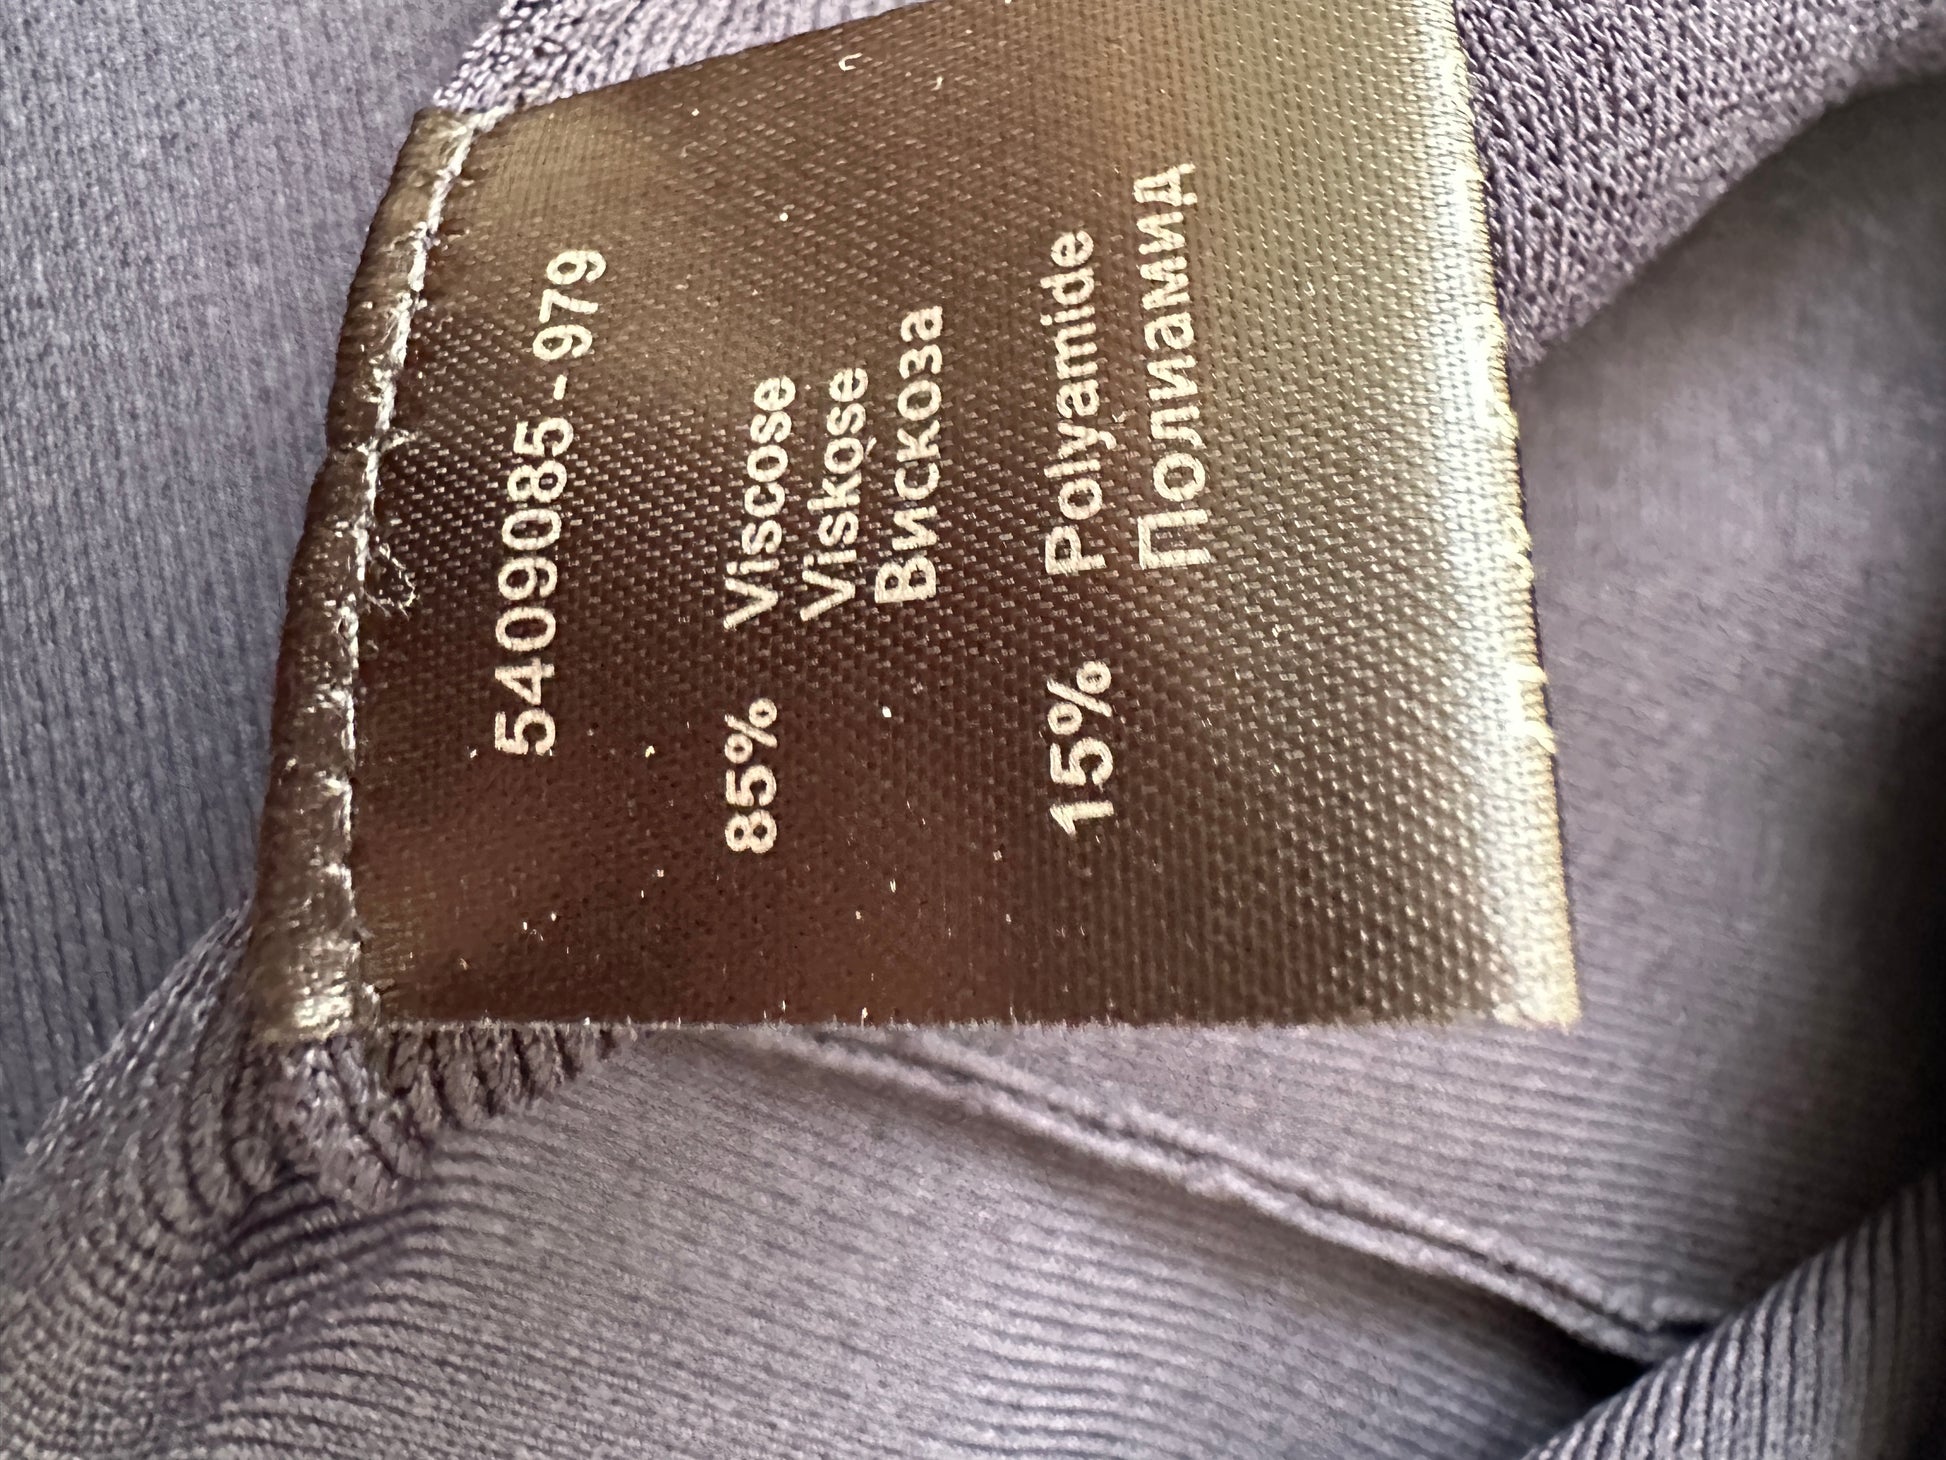 5409085-979
85% Viscose
Viskose
Вискоза
15% Polyamide
Полиамид